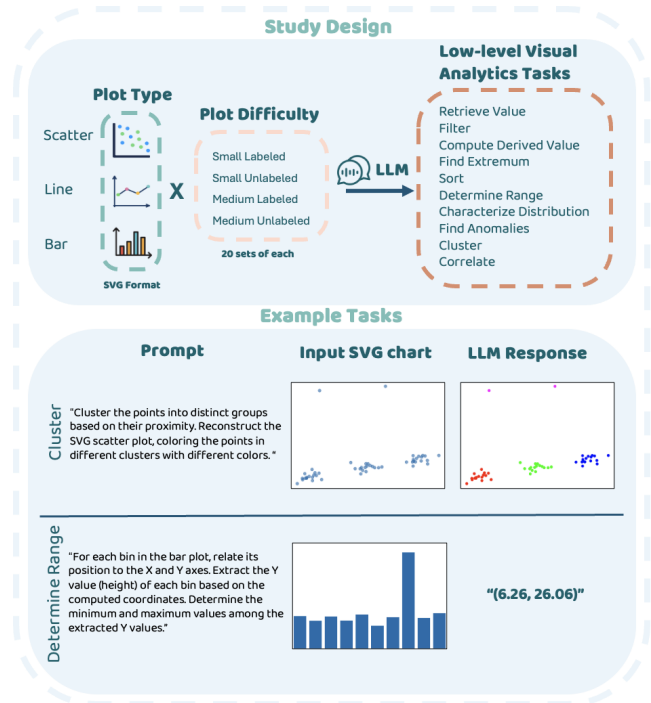 Study Design
Low-level Visual
Analytics Tasks
Plot Type
Plot Difficulty
Scatter
Line
Bar
SVG Format
X
Small Labeled
Small Unlabeled
Medium Labeled
Medium Unlabeled
20 sets of each
LLM
Retrieve Value
Filter
Compute Derived Value
Find Extremum
Sort
Determine Range
Characterize Distribution
Find Anomalies
Cluster
Correlate
Example Tasks
Prompt
Input SVG chart
LLM Response
Cluster
"Cluster the points into distinct groups
based on their proximity. Reconstruct the
SVG scatter plot, coloring the points in
different clusters with different colors. "
Determine Range
"For each bin in the bar plot, relate its
position to the X and Y axes. Extract the Y
value (height) of each bin based on the
computed coordinates. Determine the
minimum and maximum values among the
extracted Y values."
"(6.26, 26.06)"